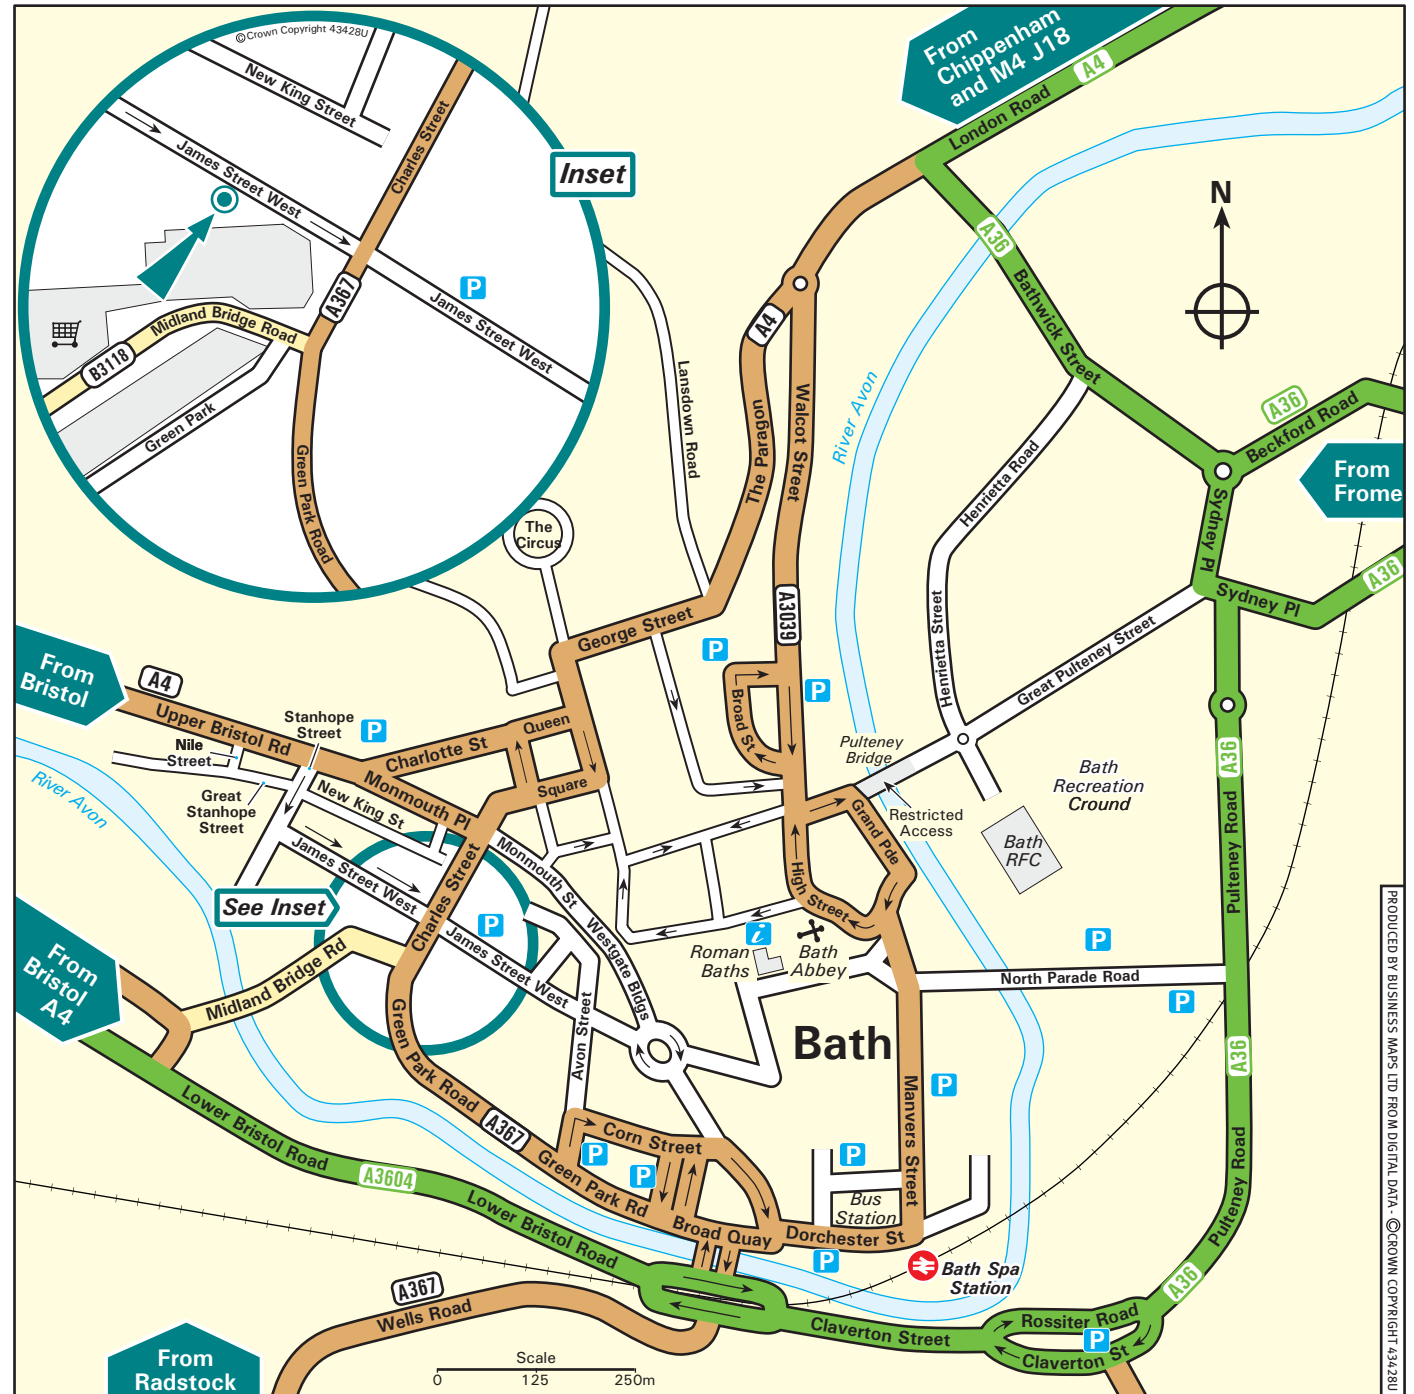 ©Crown Copyright 43428U
New King Street
James Street West
Charles Street
A367
P
James Street West
Midland Bridge Road
B3118
Green Park
Green Park Road
Inset
From
Chippenham
and M4 J18
A4
London Road
N
A36
Bathwick Street
A36
Beckford Road
From
Frome
Sydney Pl
Sydney Pl
A36
A4
The Paragon
Walcot Street
River Avon
Lansdown Road
Henrietta Road
Henrietta Street
Great Pulteney Street
The
Circus
George Street
A3039
P
P
Broad St
From
Bristol
A4
Upper Bristol Rd
Stanhope
Street
P
Nile
Street
Great
Stanhope
Street
Charlotte St
Queen
Square
Monmouth Pl
New King St
James Street West
River Avon
See Inset
Charles Street
P
Monmouth St
Westgate Bldgs
James Street West
Pulteney
Bridge
Restricted
Access
Grand Pde
High Street
Bath
Recreation
Cround
Bath
RFC
A36
Pulteney Road
i
Roman
Baths
Bath
Abbey
P
North Parade Road
P
From
Bristol
A4
Midland Bridge Rd
Green Park Road
Avon Street
Bath
A36
P
Manvers Street
Lower Bristol Road
A3604
A367
Corn Street
P
P
Green Park Rd
Broad Quay
P
Bus
Station
Dorchester St
P
Bath Spa
Station
Pulteney Road
A36
Lower Bristol Road
A367
Wells Road
Claverton Street
Rossiter Road
P
Claverton St
From
Radstock
Scale
0 125 250m
PRODUCED BY BUSINESS MAPS LTD FROM DIGITAL DATA - ©CROWN COPYRIGHT 43428U